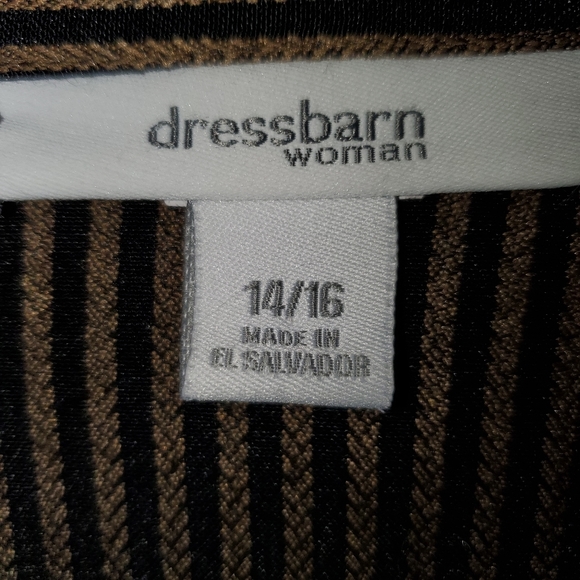 dressbarn
woman
14/16
MADE IN
EL SALVADOR